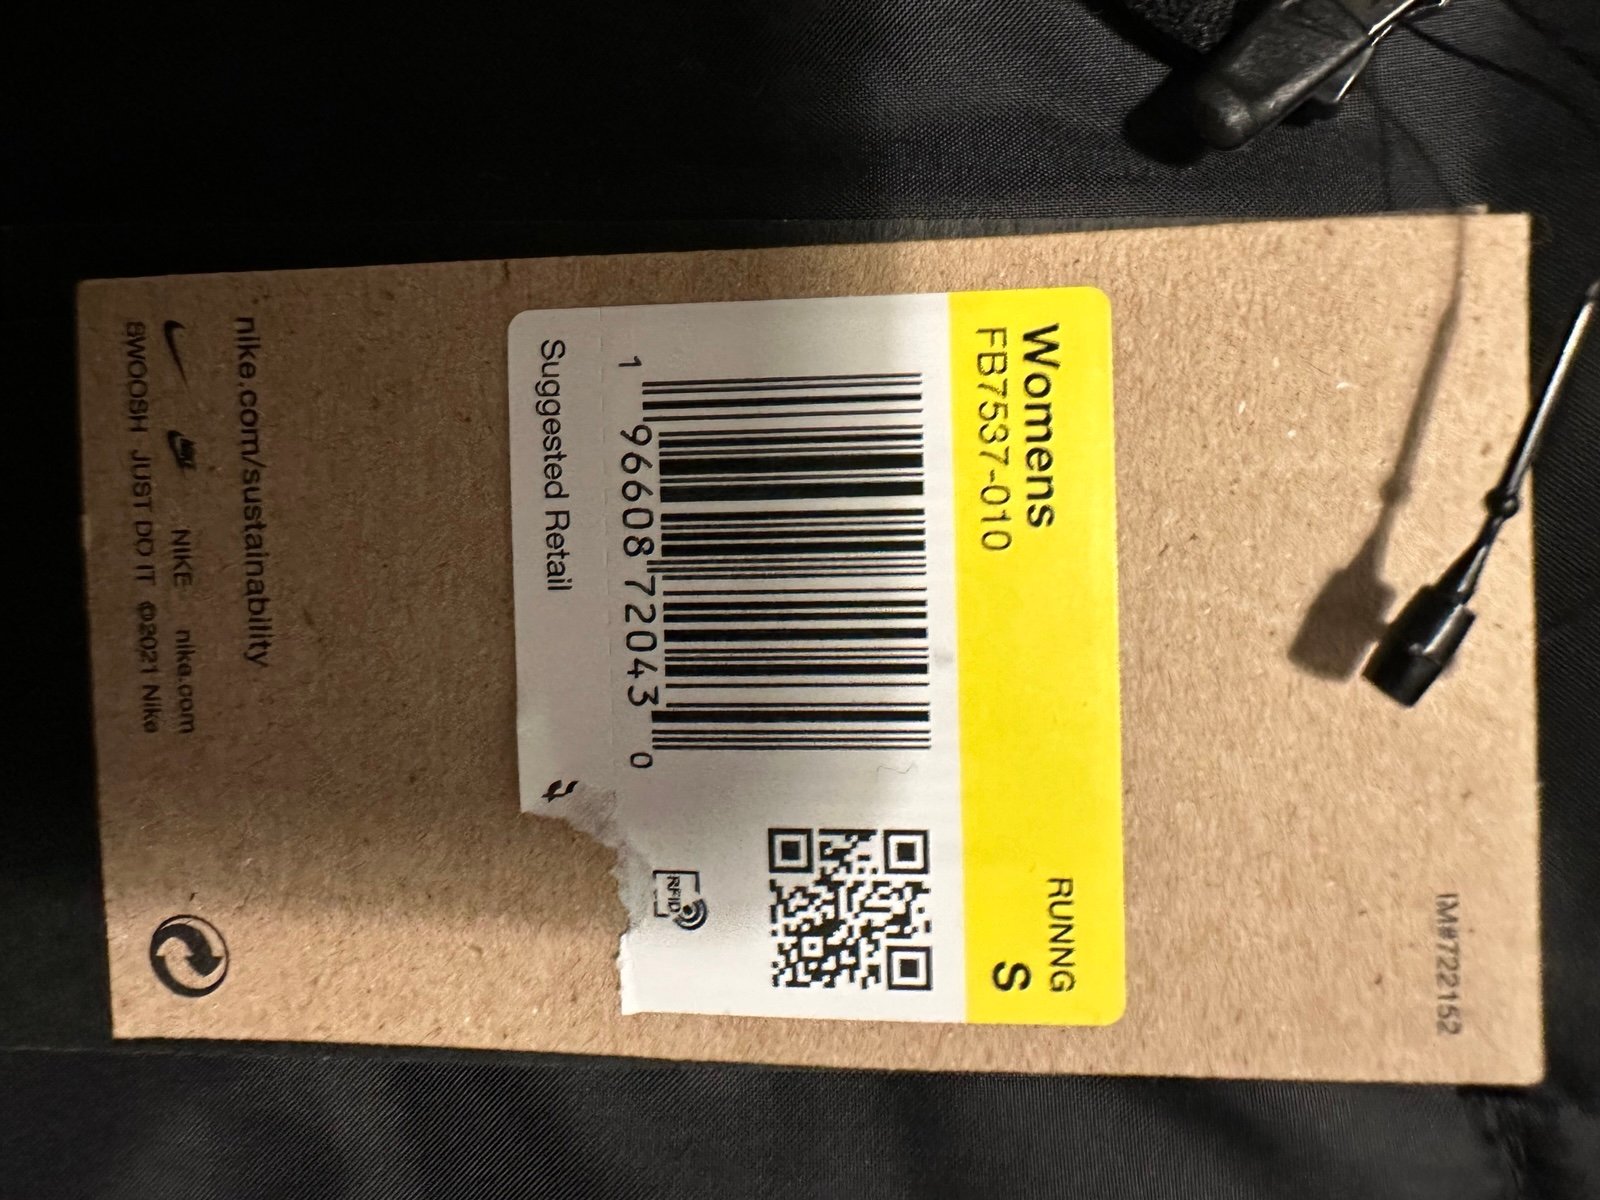 IM#722152
Womens RUNNG
FB7537-010 S
1 96608 72043 0
RFID
Suggested Retail
nike.com/sustainability
NIKE nike.com
SWOOSH JUST DO IT ©2021 Nike